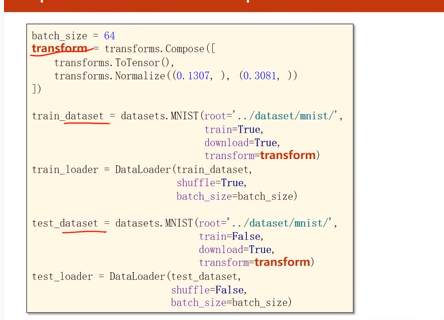 batch_size = 64
transform = transforms.Compose([
transforms.ToTensor(),
transforms.Normalize((0.1307, ), (0.3081, ))
])
train_dataset = datasets.MNIST(root='../dataset/mnist/',
train=True,
download=True,
transform=transform)
train_loader = DataLoader(train_dataset,
shuffle=True,
batch_size=batch_size)
test_dataset = datasets.MNIST(root='../dataset/mnist/',
train=False,
download=True,
transform=transform)
test_loader = DataLoader(test_dataset,
shuffle=False,
batch_size=batch_size)